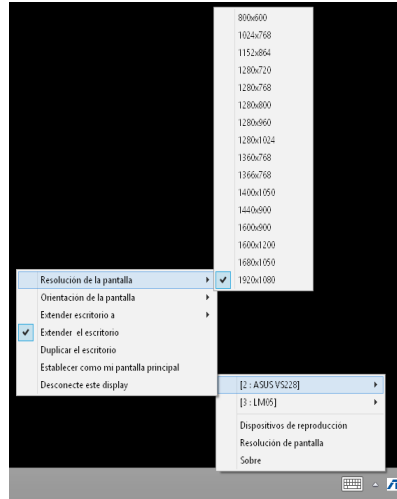 800x600
1024x768
1152x864
1280x720
1280x768
1280x800
1280x960
1280x1024
1360x768
1366x768
1400x1050
1440x900
1600x900
1600x1200
1680x1050
1920x1080
Resolución de la pantalla
Orientación de la pantalla
Extender escritorio a
Extender el escritorio
Duplicar el escritorio
Establecer como mi pantalla principal
Desconecte este display
[2 : ASUS VS228]
[3 : LM05]
Dispositivos de reproducción
Resolución de pantalla
Sobre